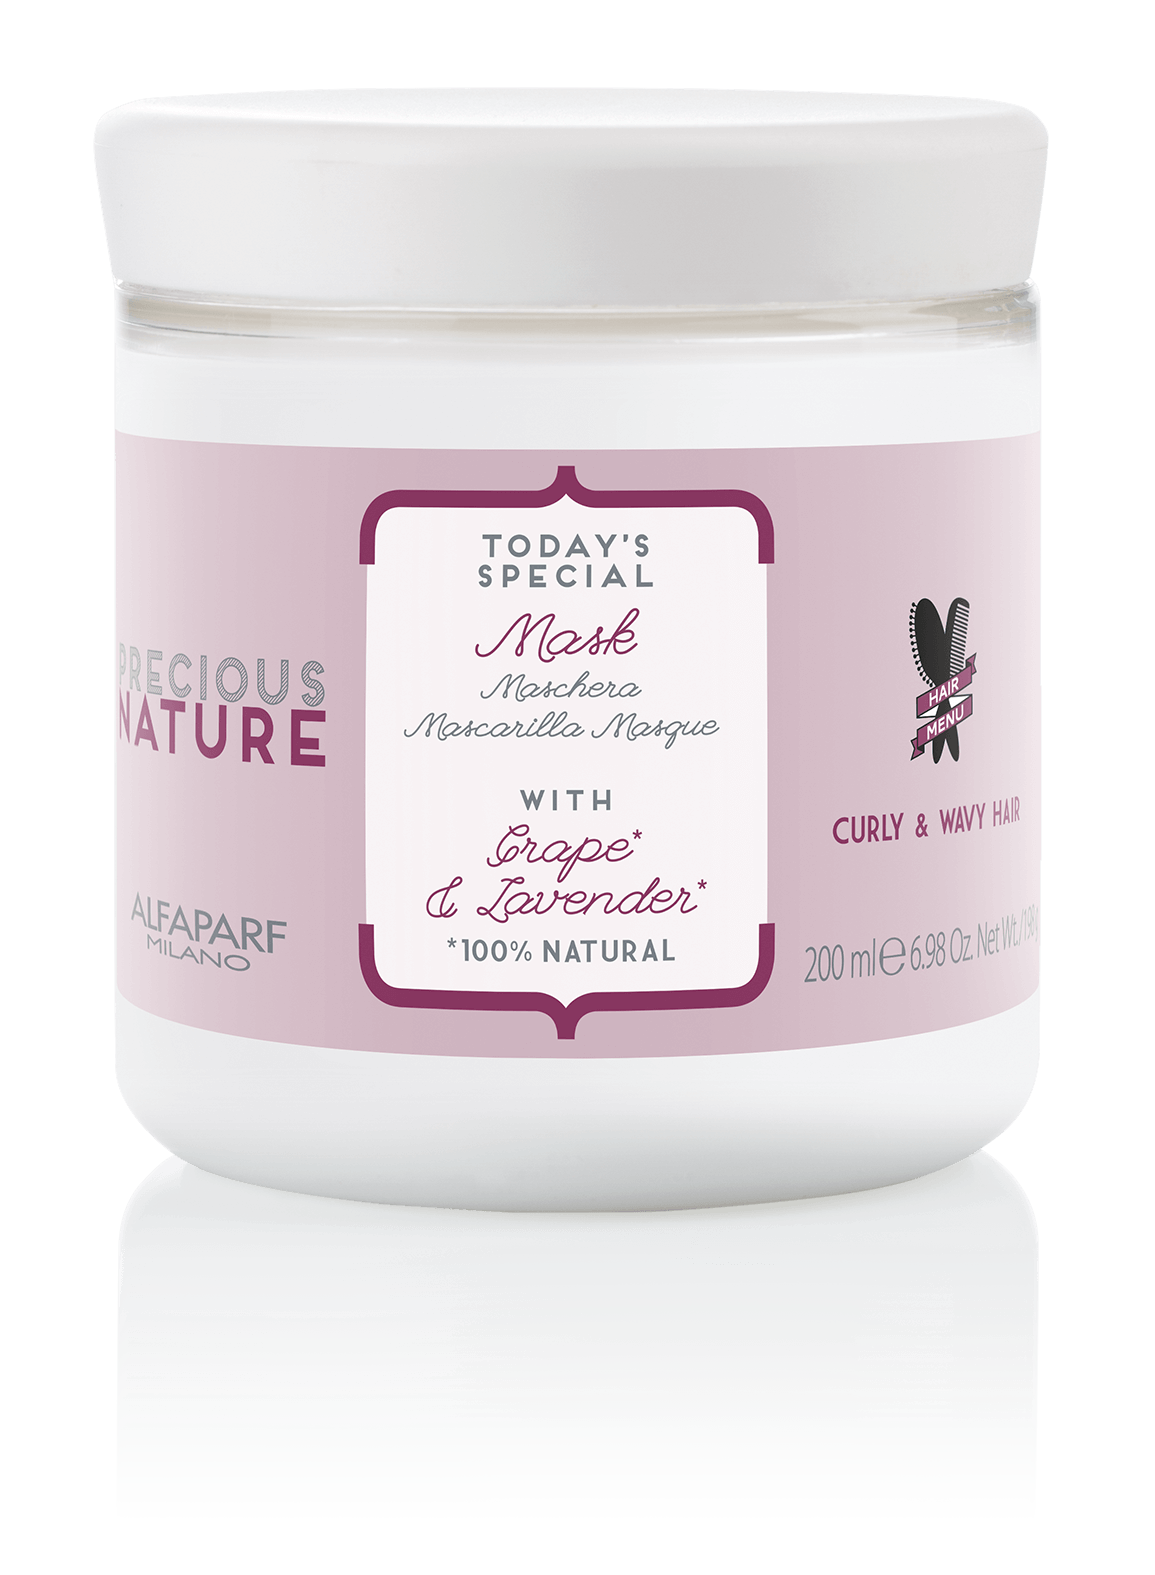 PRECIOUS
NATURE
ALFAPARF
MILANO
TODAY'S
SPECIAL
Mask
Maschera
Mascarilla Masque
WITH
Grape*
& Lavender*
*100% NATURAL
HAIR
MENU
CURLY & WAVY HAIR
200 ml ℮ 6.98 Oz. Net Wt./198 g